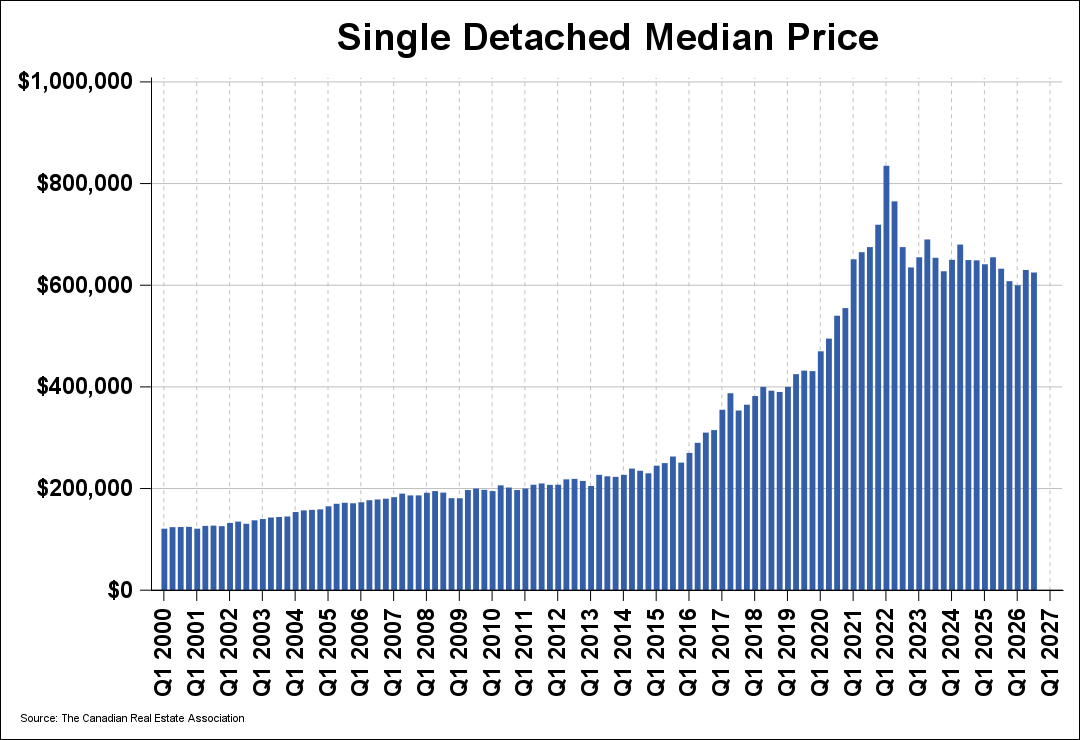 Single Detached Median Price
$1,000,000
$800,000
$600,000
$400,000
$200,000
$0
Q1 2000
Q1 2001
Q1 2002
Q1 2003
Q1 2004
Q1 2005
Q1 2006
Q1 2007
Q1 2008
Q1 2009
Q1 2010
Q1 2011
Q1 2012
Q1 2013
Q1 2014
Q1 2015
Q1 2016
Q1 2017
Q1 2018
Q1 2019
Q1 2020
Q1 2021
Q1 2022
Q1 2023
Q1 2024
Q1 2025
Q1 2026
Q1 2027
Source: The Canadian Real Estate Association